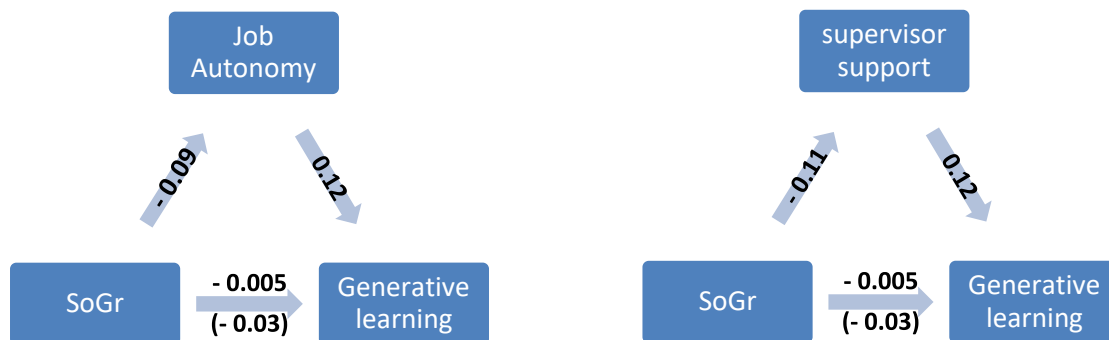 Job
Autonomy
- 0.09
0.12
SoGr
- 0.005
(- 0.03)
Generative
learning
supervisor
support
- 0.11
0.12
SoGr
- 0.005
(- 0.03)
Generative
learning